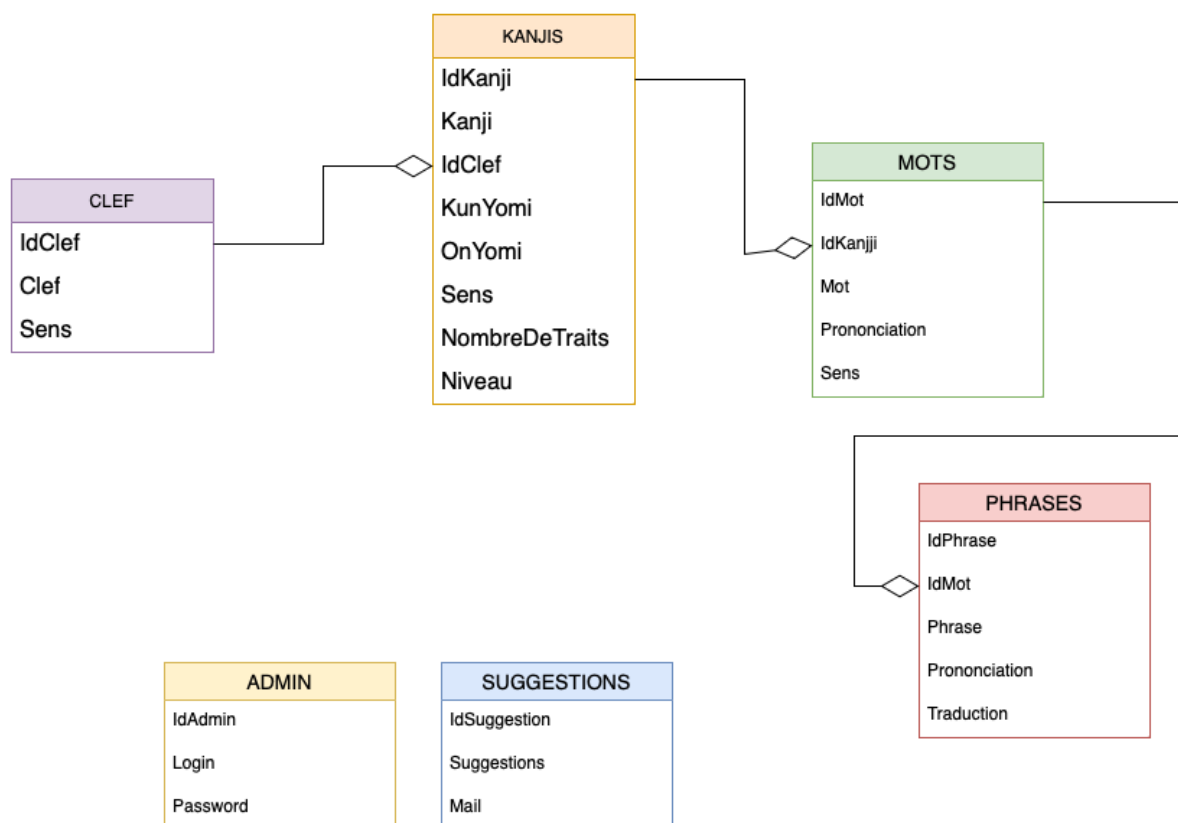 KANJIS
IdKanji
Kanji
IdClef
KunYomi
OnYomi
Sens
NombreDeTraits
Niveau
CLEF
IdClef
Clef
Sens
MOTS
IdMot
IdKanjji
Mot
Prononciation
Sens
PHRASES
IdPhrase
IdMot
Phrase
Prononciation
Traduction
ADMIN
IdAdmin
Login
Password
SUGGESTIONS
IdSuggestion
Suggestions
Mail